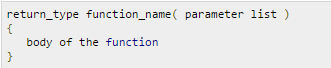 return_type function_name( parameter list )
{
   body of the function
}